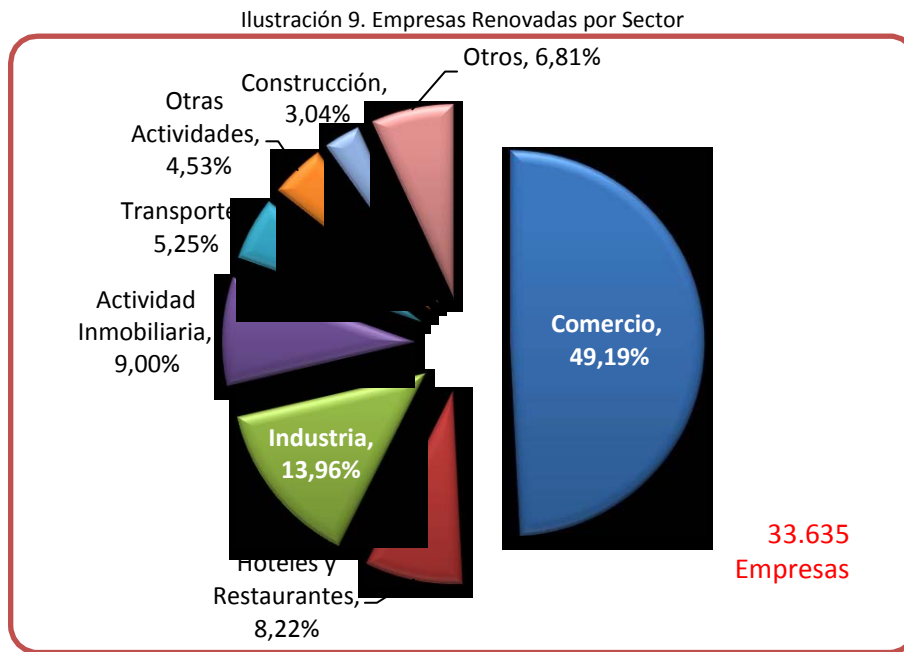 Ilustración 9. Empresas Renovadas por Sector
Otros, 6,81%
Construcción,
3,04%
Otras
Actividades,
4,53%
Transporte
5,25%
Actividad
Inmobiliaria,
9,00%
Comercio,
49,19%
Industria,
13,96%
Hoteles y
Restaurantes,
8,22%
33.635
Empresas